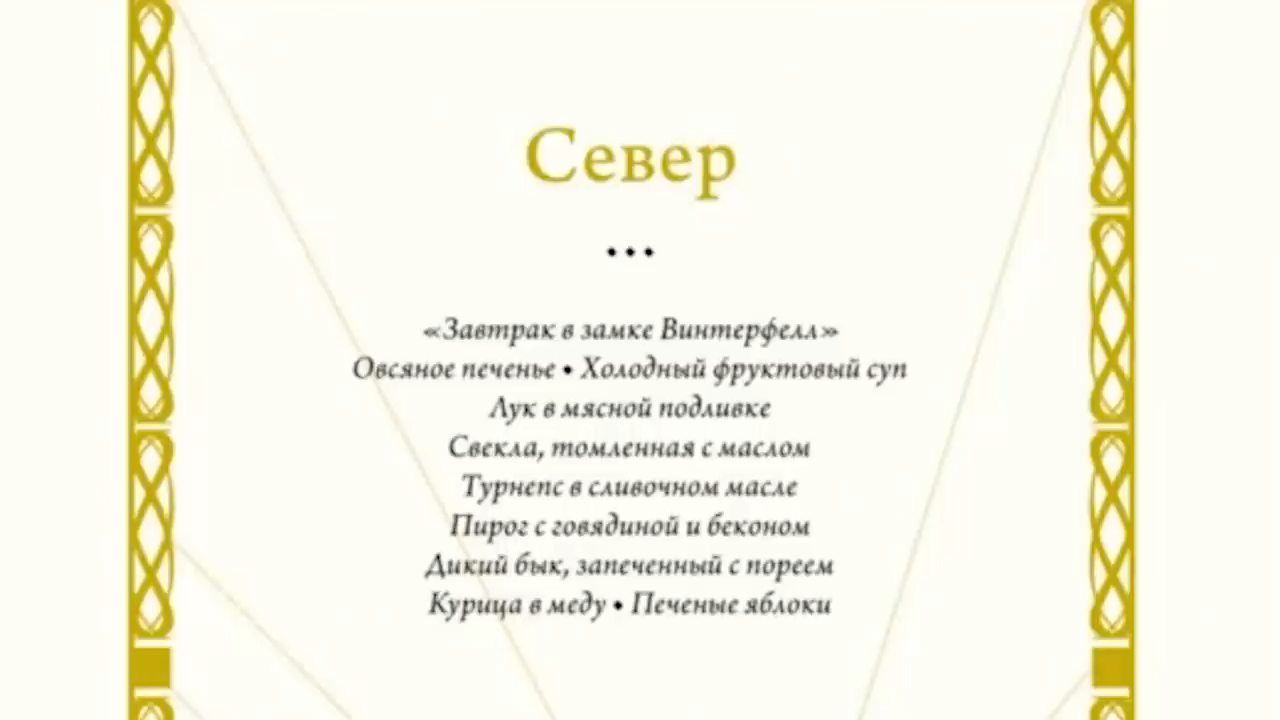 Север
•••
«Завтрак в замке Винтерфелл»
Овсяное печенье • Холодный фруктовый суп
Лук в мясной подливке
Свекла, томленная с маслом
Турнепс в сливочном масле
Пирог с говядиной и беконом
Дикий бык, запеченный с пореем
Курица в меду • Печеные яблоки